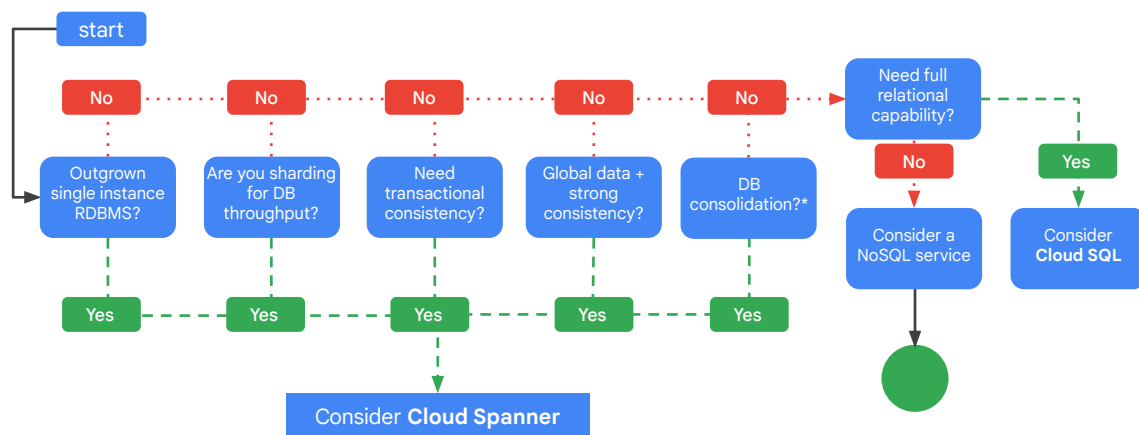 start
No
No
No
No
No
Need full
relational
capability?
No
Yes
Outgrown
single instance
RDBMS?
Are you sharding
for DB
throughput?
Need
transactional
consistency?
Global data +
strong
consistency?
DB
consolidation?*
Consider a
NoSQL service
Consider
Cloud SQL
Yes
Yes
Yes
Yes
Yes
Consider Cloud Spanner